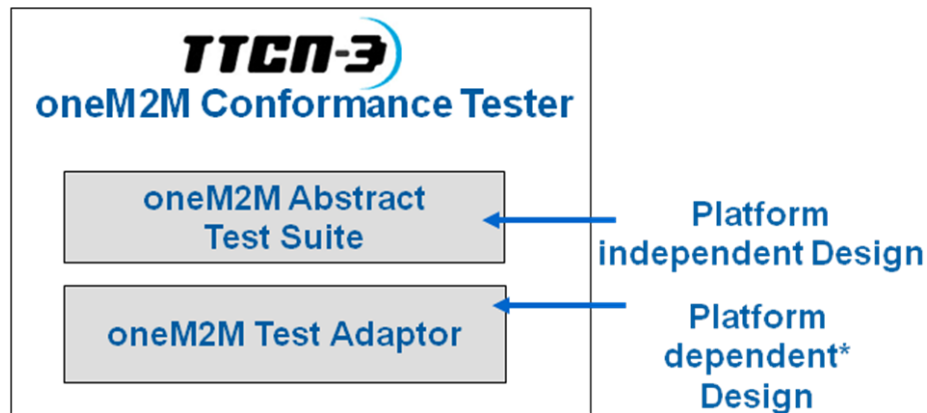 TTCN-3
oneM2M Conformance Tester
oneM2M Abstract
Test Suite
Platform
independent Design
oneM2M Test Adaptor
Platform
dependent*
Design